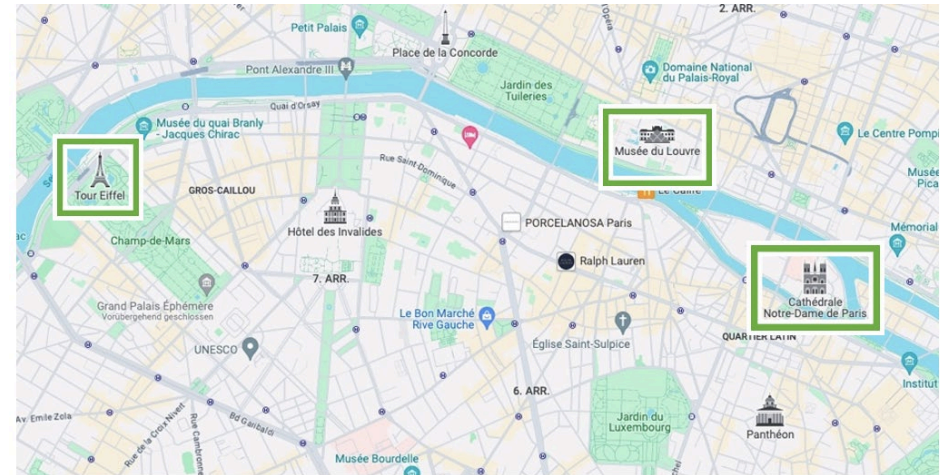 2. ARR.
Petit Palais
Place de la Concorde
l'Opéra
Domaine National
du Palais-Royal
Pont Alexandre III
Jardin des
Tuileries
Quai d'Orsay
Musée du quai Branly
- Jacques Chirac
Le Centre Pomp
Musée du Louvre
Rue Saint-Dominique
Musée
Pica
Tour Eiffel
GROS-CAILLOU
PORCELANOSA Paris
Mémorial
Hôtel des Invalides
Champ-de-Mars
Ralph Lauren
7. ARR.
Cathédrale
Notre-Dame de Paris
Grand Palais Éphémère
Vorübergehend geschlossen
Le Bon Marché
Rive Gauche
QUARTIER LATIN
Église Saint-Sulpice
UNESCO
Institut
6. ARR.
Av. Emile Zola
Rue de la Croix Nivert
Rue Cambronne
Bd Garibaldi
Jardin du
Luxembourg
Panthéon
Musée Bourdelle